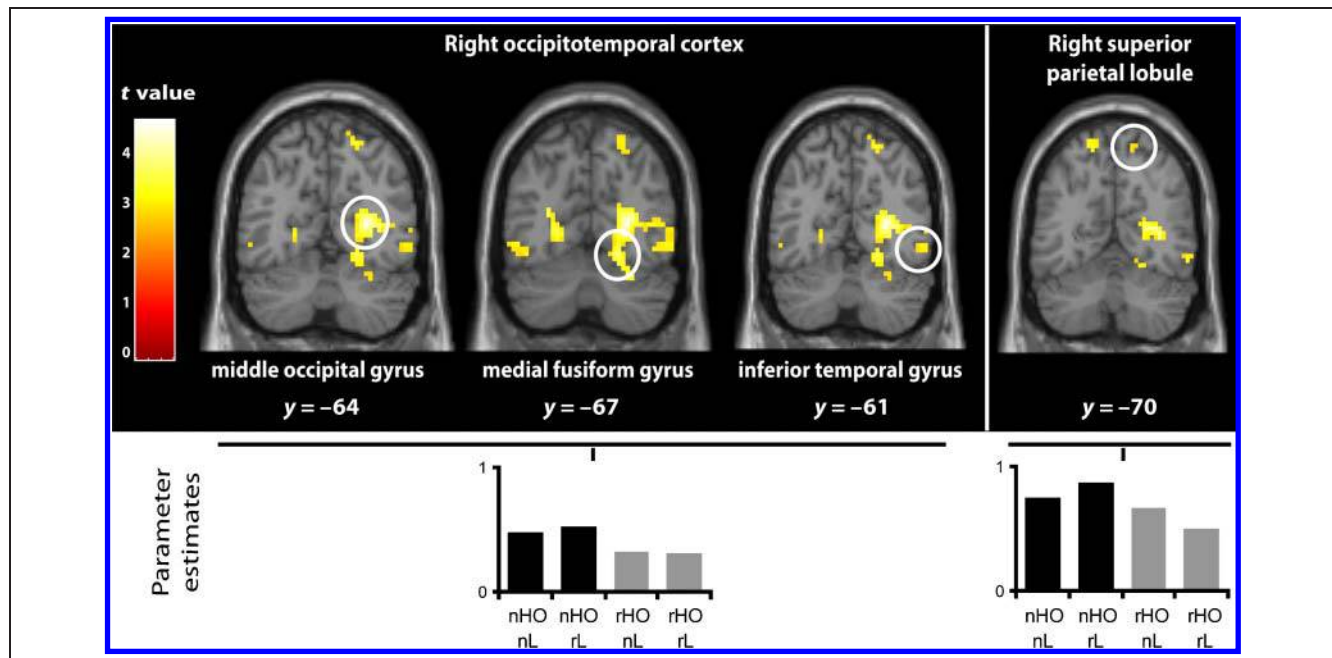 Right occipitotemporal cortex
Right superior
parietal lobule
t value
4
3
2
1
0
middle occipital gyrus
medial fusiform gyrus
inferior temporal gyrus
y = –64
y = –67
y = –61
y = –70
Parameter
estimates
1
0
nHO nHO rHO rHO
nL rL nL rL
1
0
nHO nHO rHO rHO
nL rL nL rL